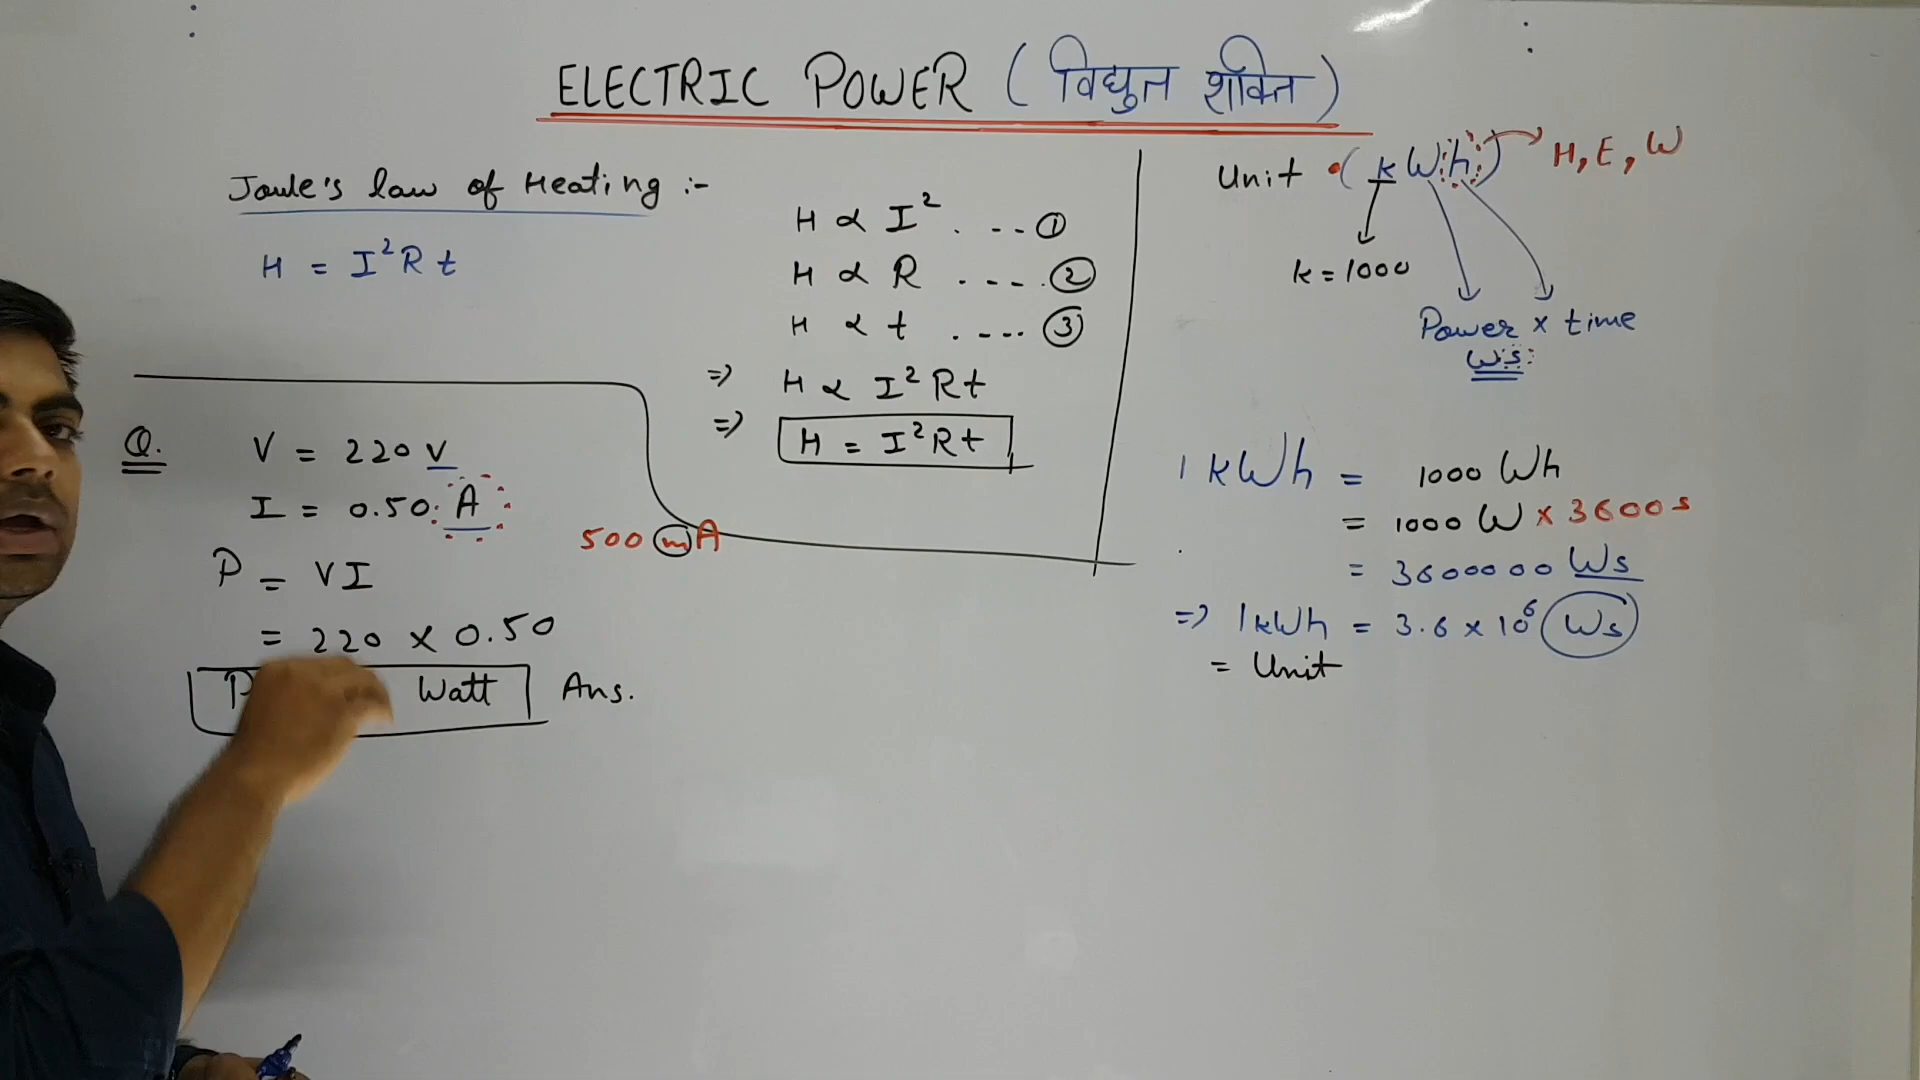 ELECTRIC POWER (विद्युत शक्ति)
Joule's law of Heating :-
H = I²Rt
H ∝ I² . - - - ①
H ∝ R - - - - . ②
H ∝ t . - - - .. ③
=> H ∝ I²Rt
=> H = I²Rt
Q. V = 220 V
I = 0.50 A
500 mA
P = VI
= 220 × 0.50
P Watt Ans.
Unit (kWh) → H, E, W
k = 1000
Power × time
Ws
1 kWh = 1000 Wh
= 1000 W × 3600 s
= 3600000 Ws
=> 1 kWh = 3.6 × 10⁶ Ws
= Unit